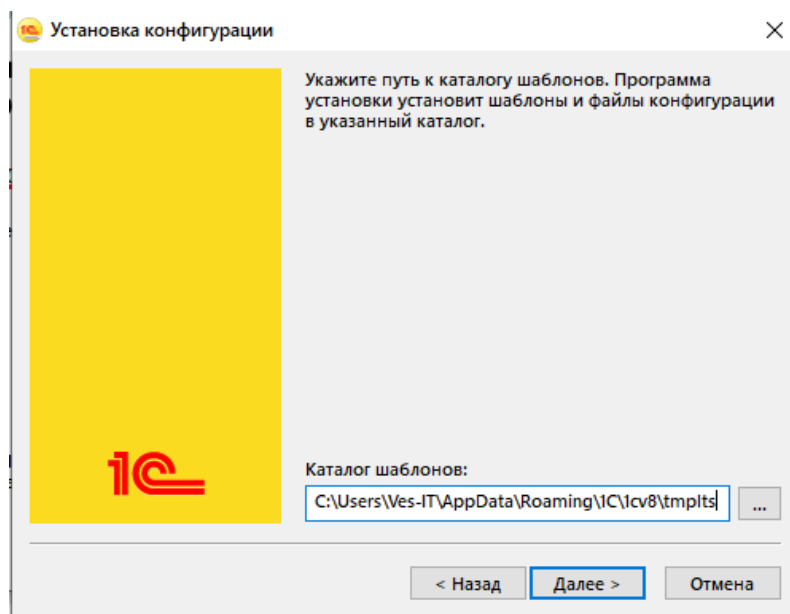 Установка конфигурации
Укажите путь к каталогу шаблонов. Программа
установки установит шаблоны и файлы конфигурации
в указанный каталог.
1С
Каталог шаблонов:
C:\Users\Ves-IT\AppData\Roaming\1C\1cv8\tmplts
...
< Назад
Далее >
Отмена